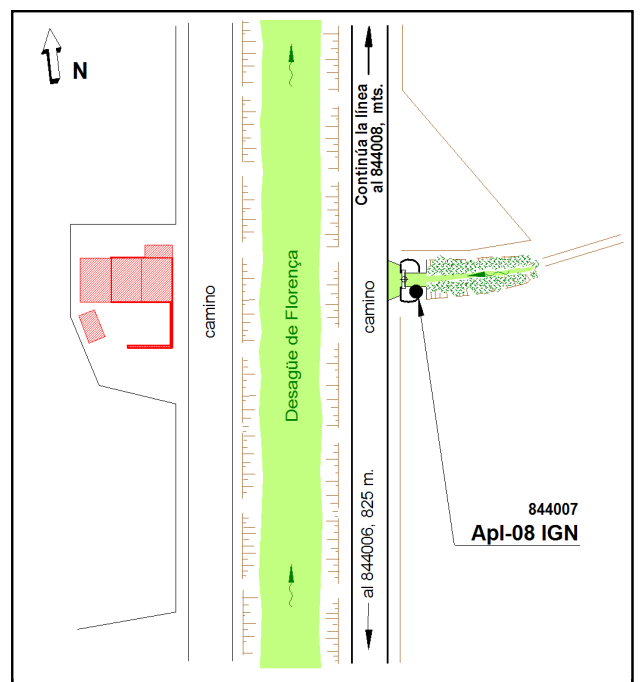 N
Continúa la línea
al 844008, mts.
camino
Desagüe de Florença
camino
al 844006, 825 m.
844007
Apl-08 IGN